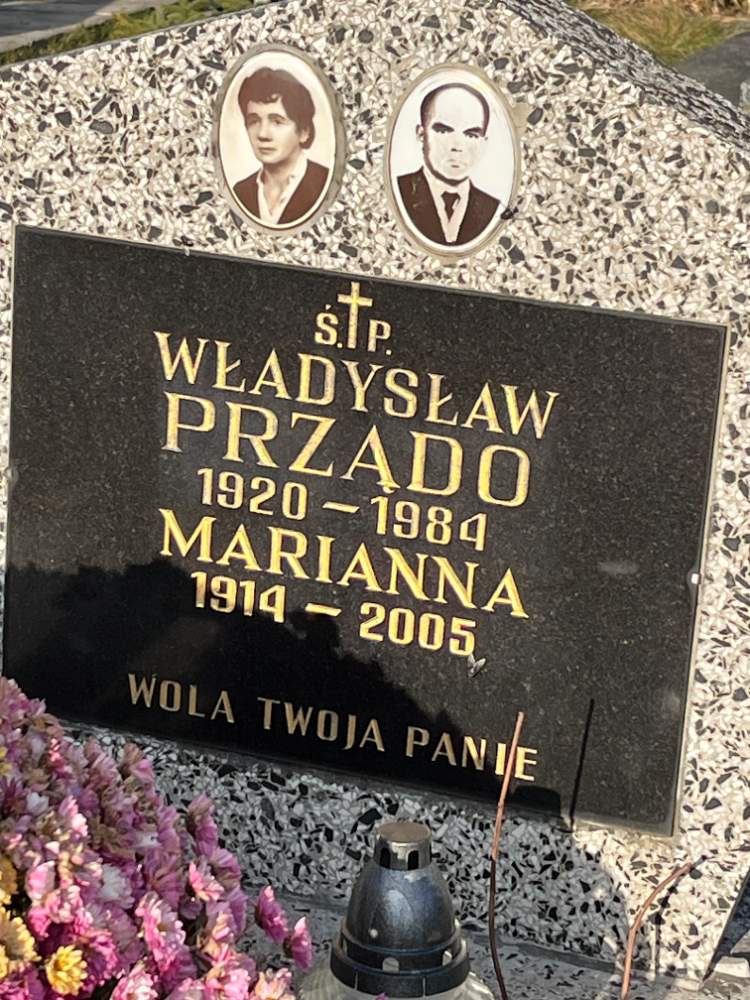 Ś.†P.
WŁADYSŁAW
PRZĄDO
1920 – 1984
MARIANNA
1914 – 2005
WOLA TWOJA PANIE